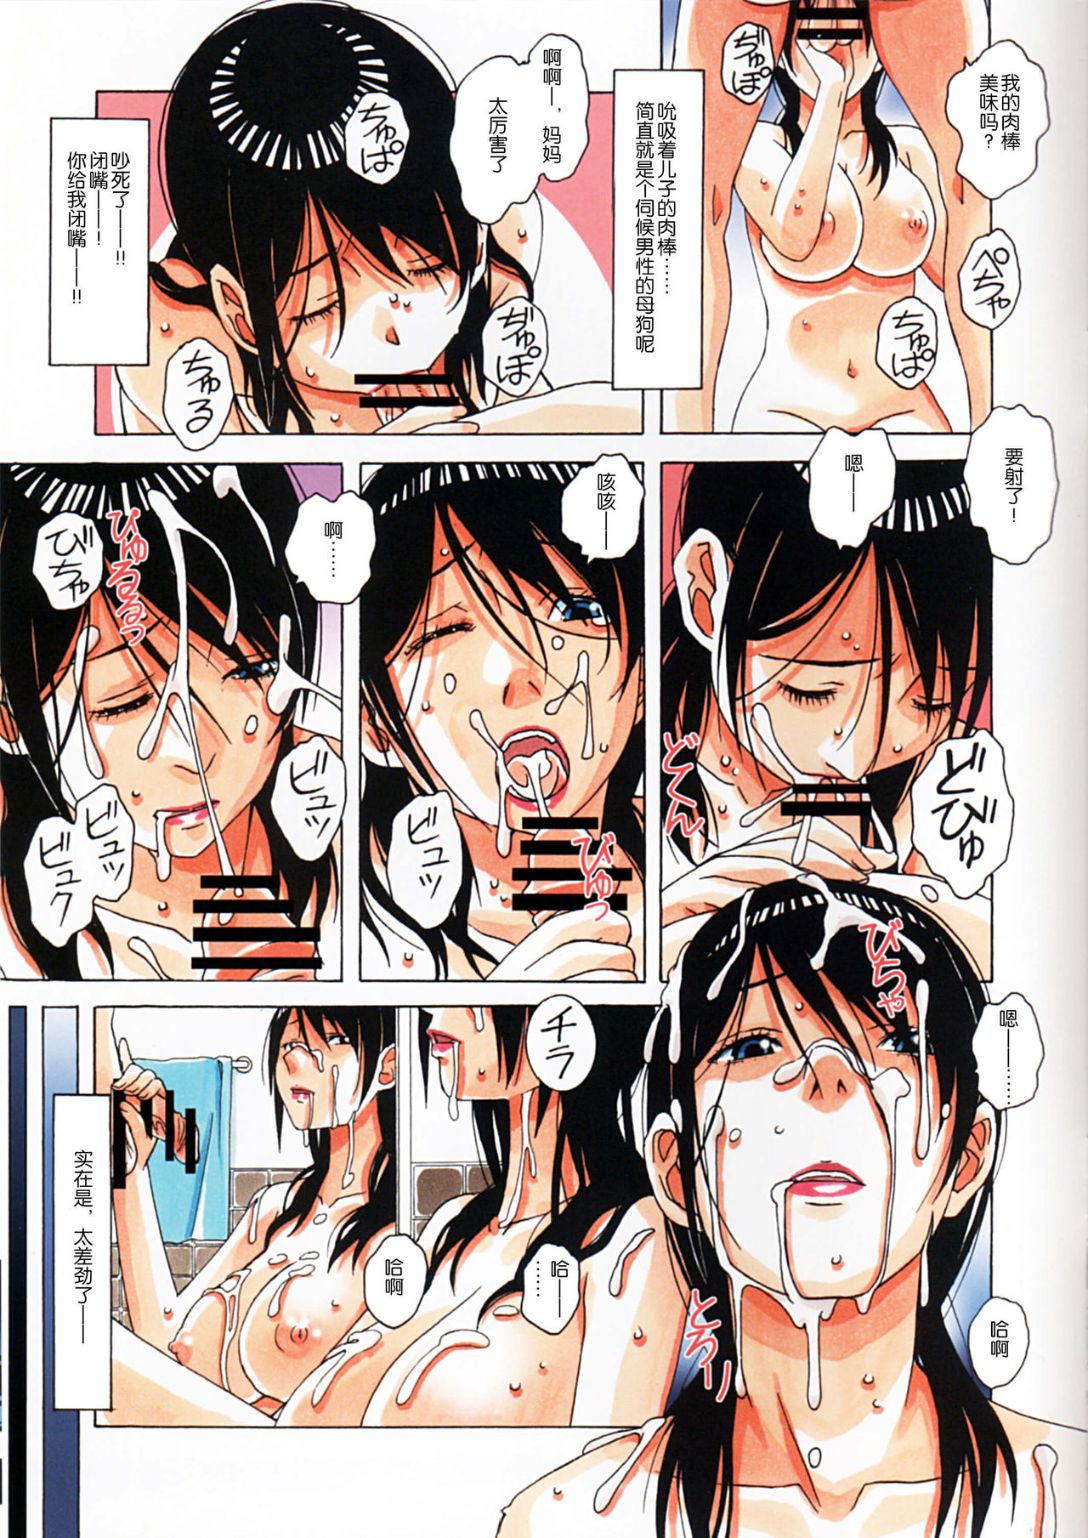 我的肉棒
美味吗？
ぢゅぽ
ぢゅぽ
ぺちゃ
ちゅる
吮吸着儿子的肉棒……
简直就是个伺候男性的母狗呢
啊啊—，妈妈
太厉害了
ちゅぱ
ぢゅぽ
ちゅる
吵死了——!!
闭嘴——！
你给我闭嘴——!!
要射了！
嗯——
どくん
どびゅ
咳咳——
びゅっ
ビュッ
啊……
びゅるるっ
びちゃ
ビュッ
ビュッ
ビュク
嗯———……
びちゃ
とろーり
哈啊
チラ
哈——……
哈啊
实在是，太差劲了——